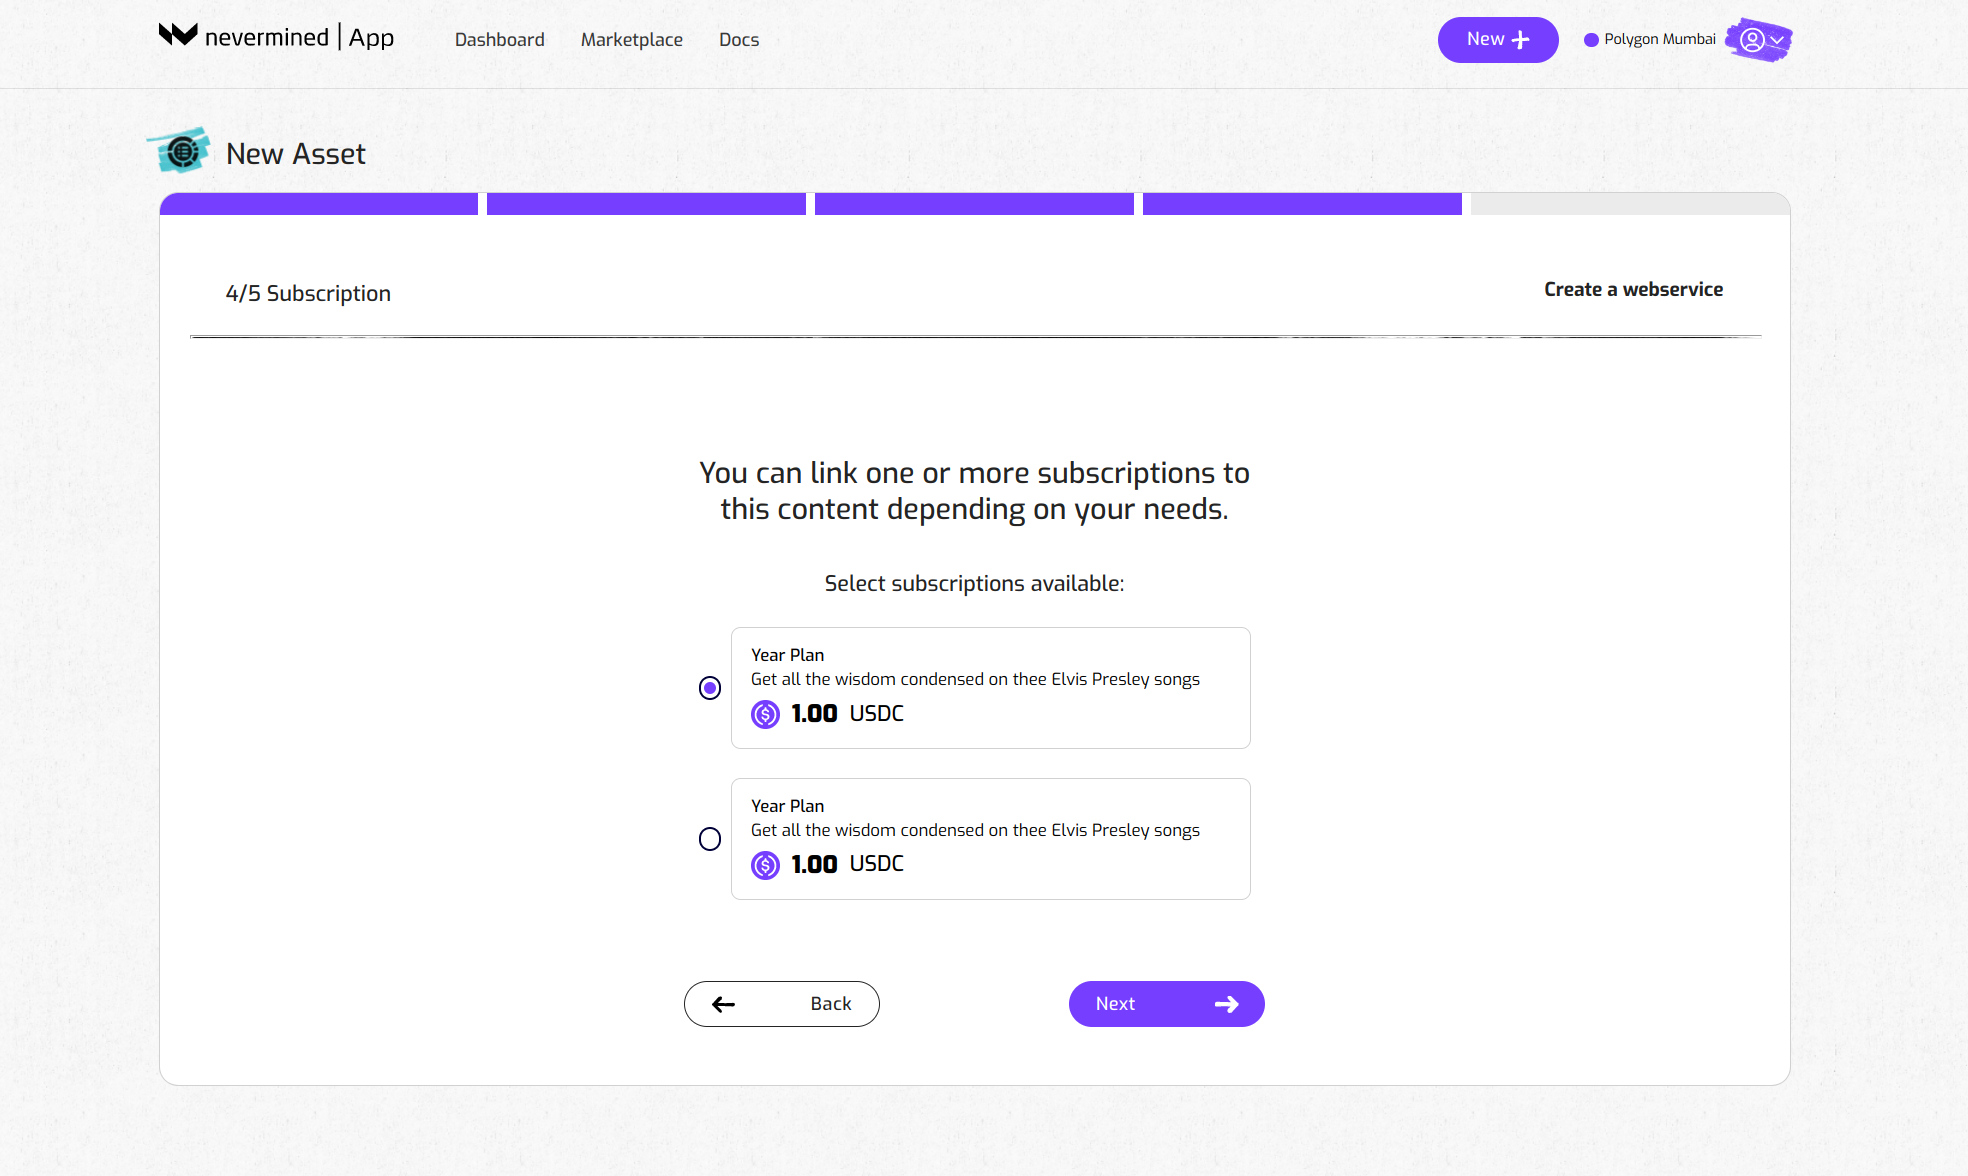 nevermined | App
Dashboard
Marketplace
Docs
New
Polygon Mumbai
New Asset
4/5 Subscription
Create a webservice
You can link one or more subscriptions to
this content depending on your needs.
Select subscriptions available:
Year Plan
Get all the wisdom condensed on thee Elvis Presley songs
1.00 USDC
Year Plan
Get all the wisdom condensed on thee Elvis Presley songs
1.00 USDC
Back
Next